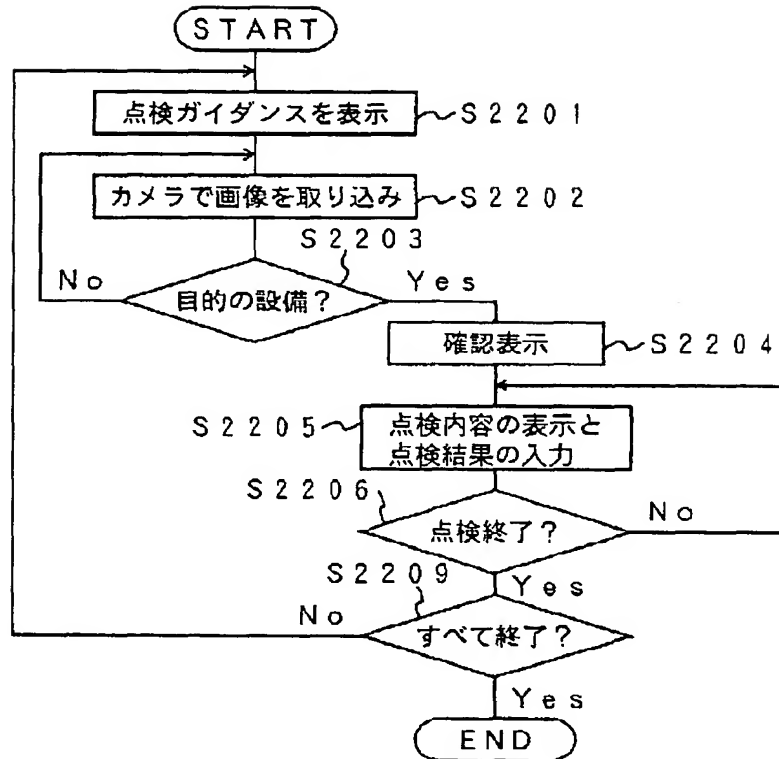 START
点検ガイダンスを表示 S2201
カメラで画像を取り込み S2202
S2203
No
目的の設備?
Yes
確認表示 S2204
S2205
点検内容の表示と
点検結果の入力
S2206
点検終了?
No
S2209
Yes
No
すべて終了?
Yes
END